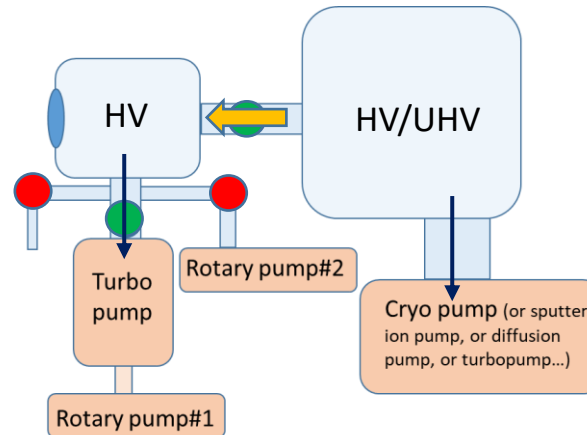 HV
HV/UHV
Turbo
pump
Rotary pump#2
Rotary pump#1
Cryo pump (or sputter
ion pump, or diffusion
pump, or turbopump...)